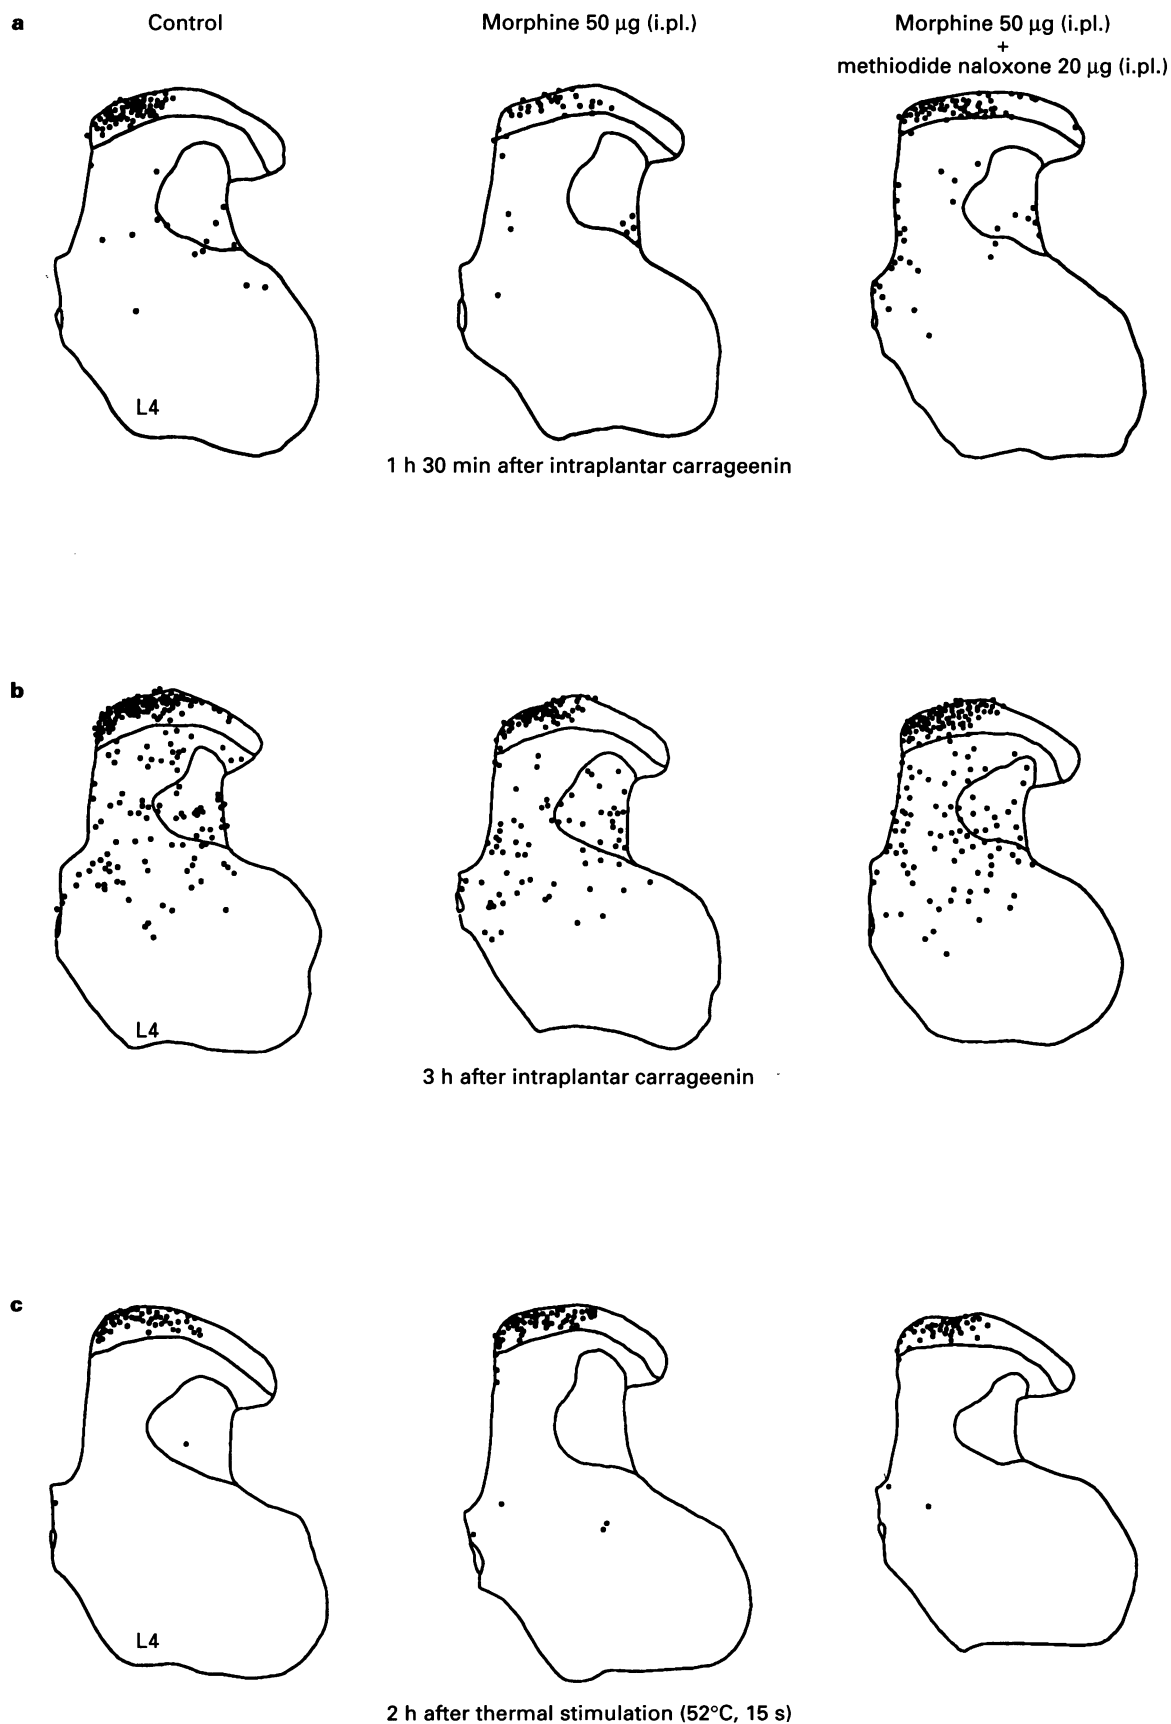 a
Control
Morphine 50 μg (i.pl.)
Morphine 50 μg (i.pl.)
+
methiodide naloxone 20 μg (i.pl.)
L4
1 h 30 min after intraplantar carrageenin
b
L4
3 h after intraplantar carrageenin
c
L4
2 h after thermal stimulation (52°C, 15 s)